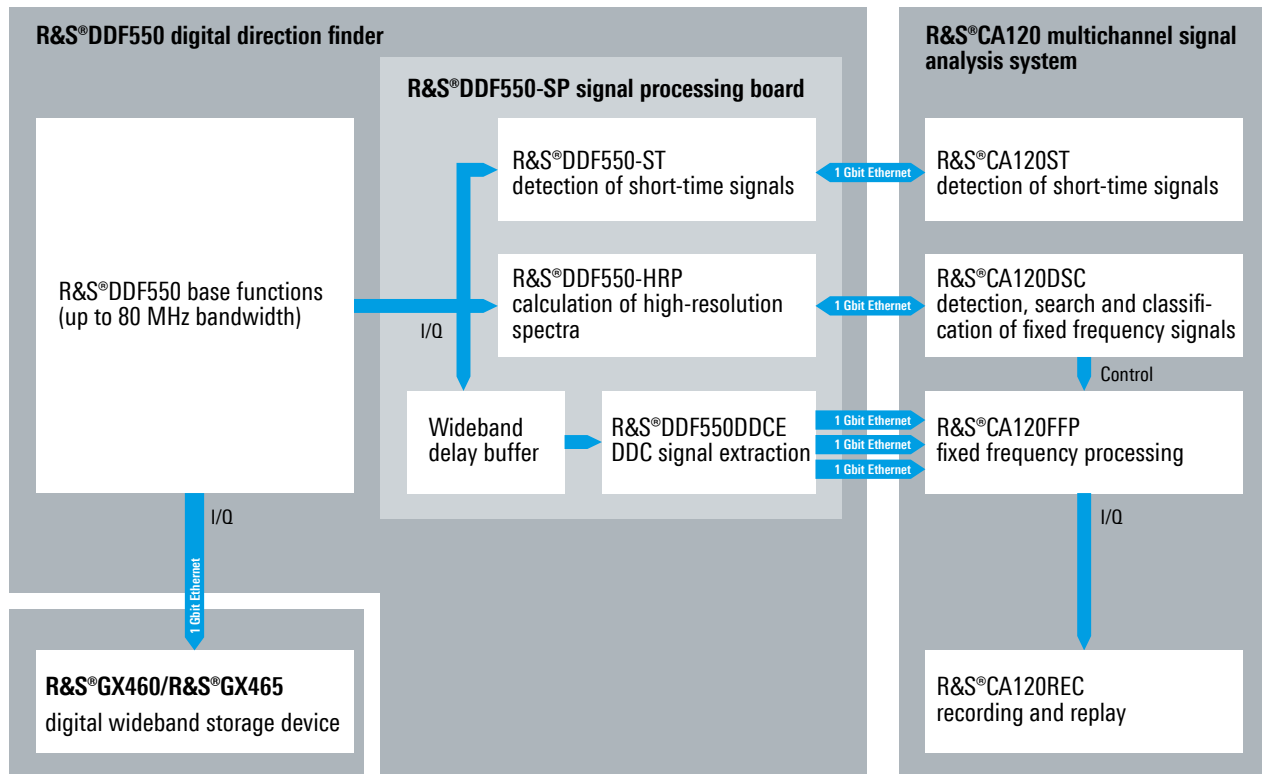 R&S®DDF550 digital direction finder
R&S®DDF550-SP signal processing board
R&S®DDF550 base functions
(up to 80 MHz bandwidth)
I/Q
R&S®DDF550-ST
detection of short-time signals
R&S®DDF550-HRP
calculation of high-resolution
spectra
Wideband
delay buffer
R&S®DDF550DDCE
DDC signal extraction
1 Gbit Ethernet
1 Gbit Ethernet
1 Gbit Ethernet
1 Gbit Ethernet
1 Gbit Ethernet
I/Q
1 Gbit Ethernet
R&S®GX460/R&S®GX465
digital wideband storage device
R&S®CA120 multichannel signal
analysis system
R&S®CA120ST
detection of short-time signals
R&S®CA120DSC
detection, search and classifi-
cation of fixed frequency signals
Control
R&S®CA120FFP
fixed frequency processing
I/Q
R&S®CA120REC
recording and replay